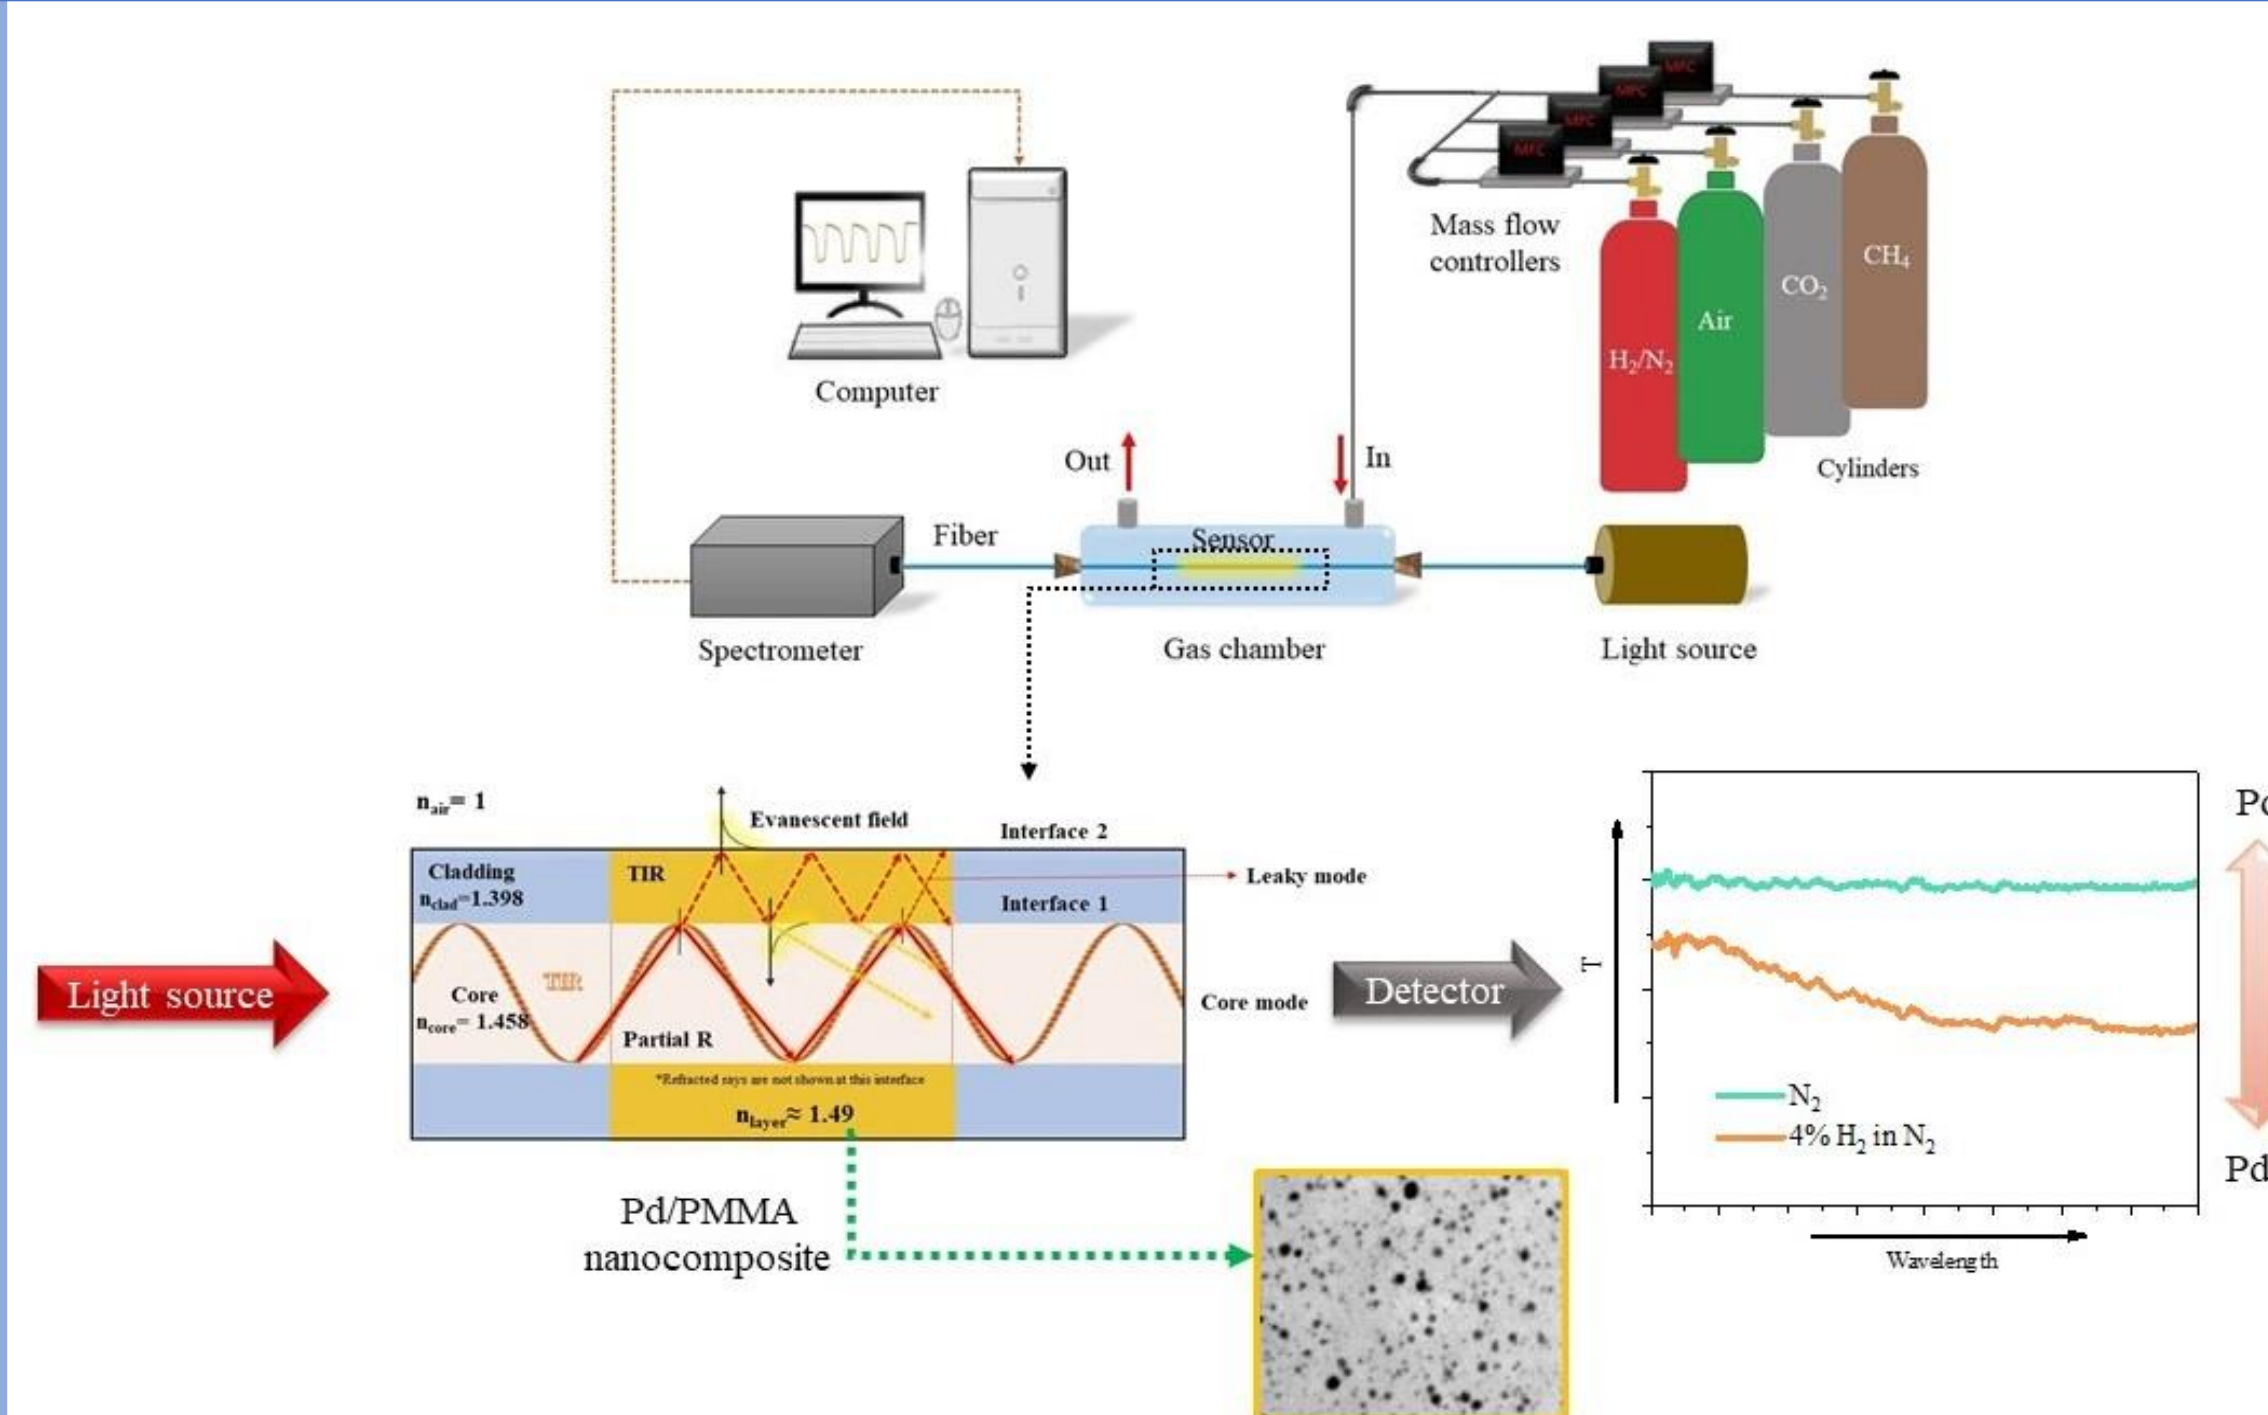 MFC
MFC
MFC
MFC
Mass flow
controllers
CH₄
CO₂
Air
H₂/N₂
Cylinders
Computer
Out
In
Fiber
Sensor
Spectrometer
Gas chamber
Light source
nair= 1
Evanescent field
Interface 2
Cladding
nclad=1.398
TIR
Leaky mode
Interface 1
TIR
Core
ncore= 1.458
Core mode
Partial R
*Refracted rays are not shown at this interface
nlayer≈ 1.49
Light source
Detector
Pd/PMMA
nanocomposite
T
N₂
4% H₂ in N₂
Wavelength
Pd